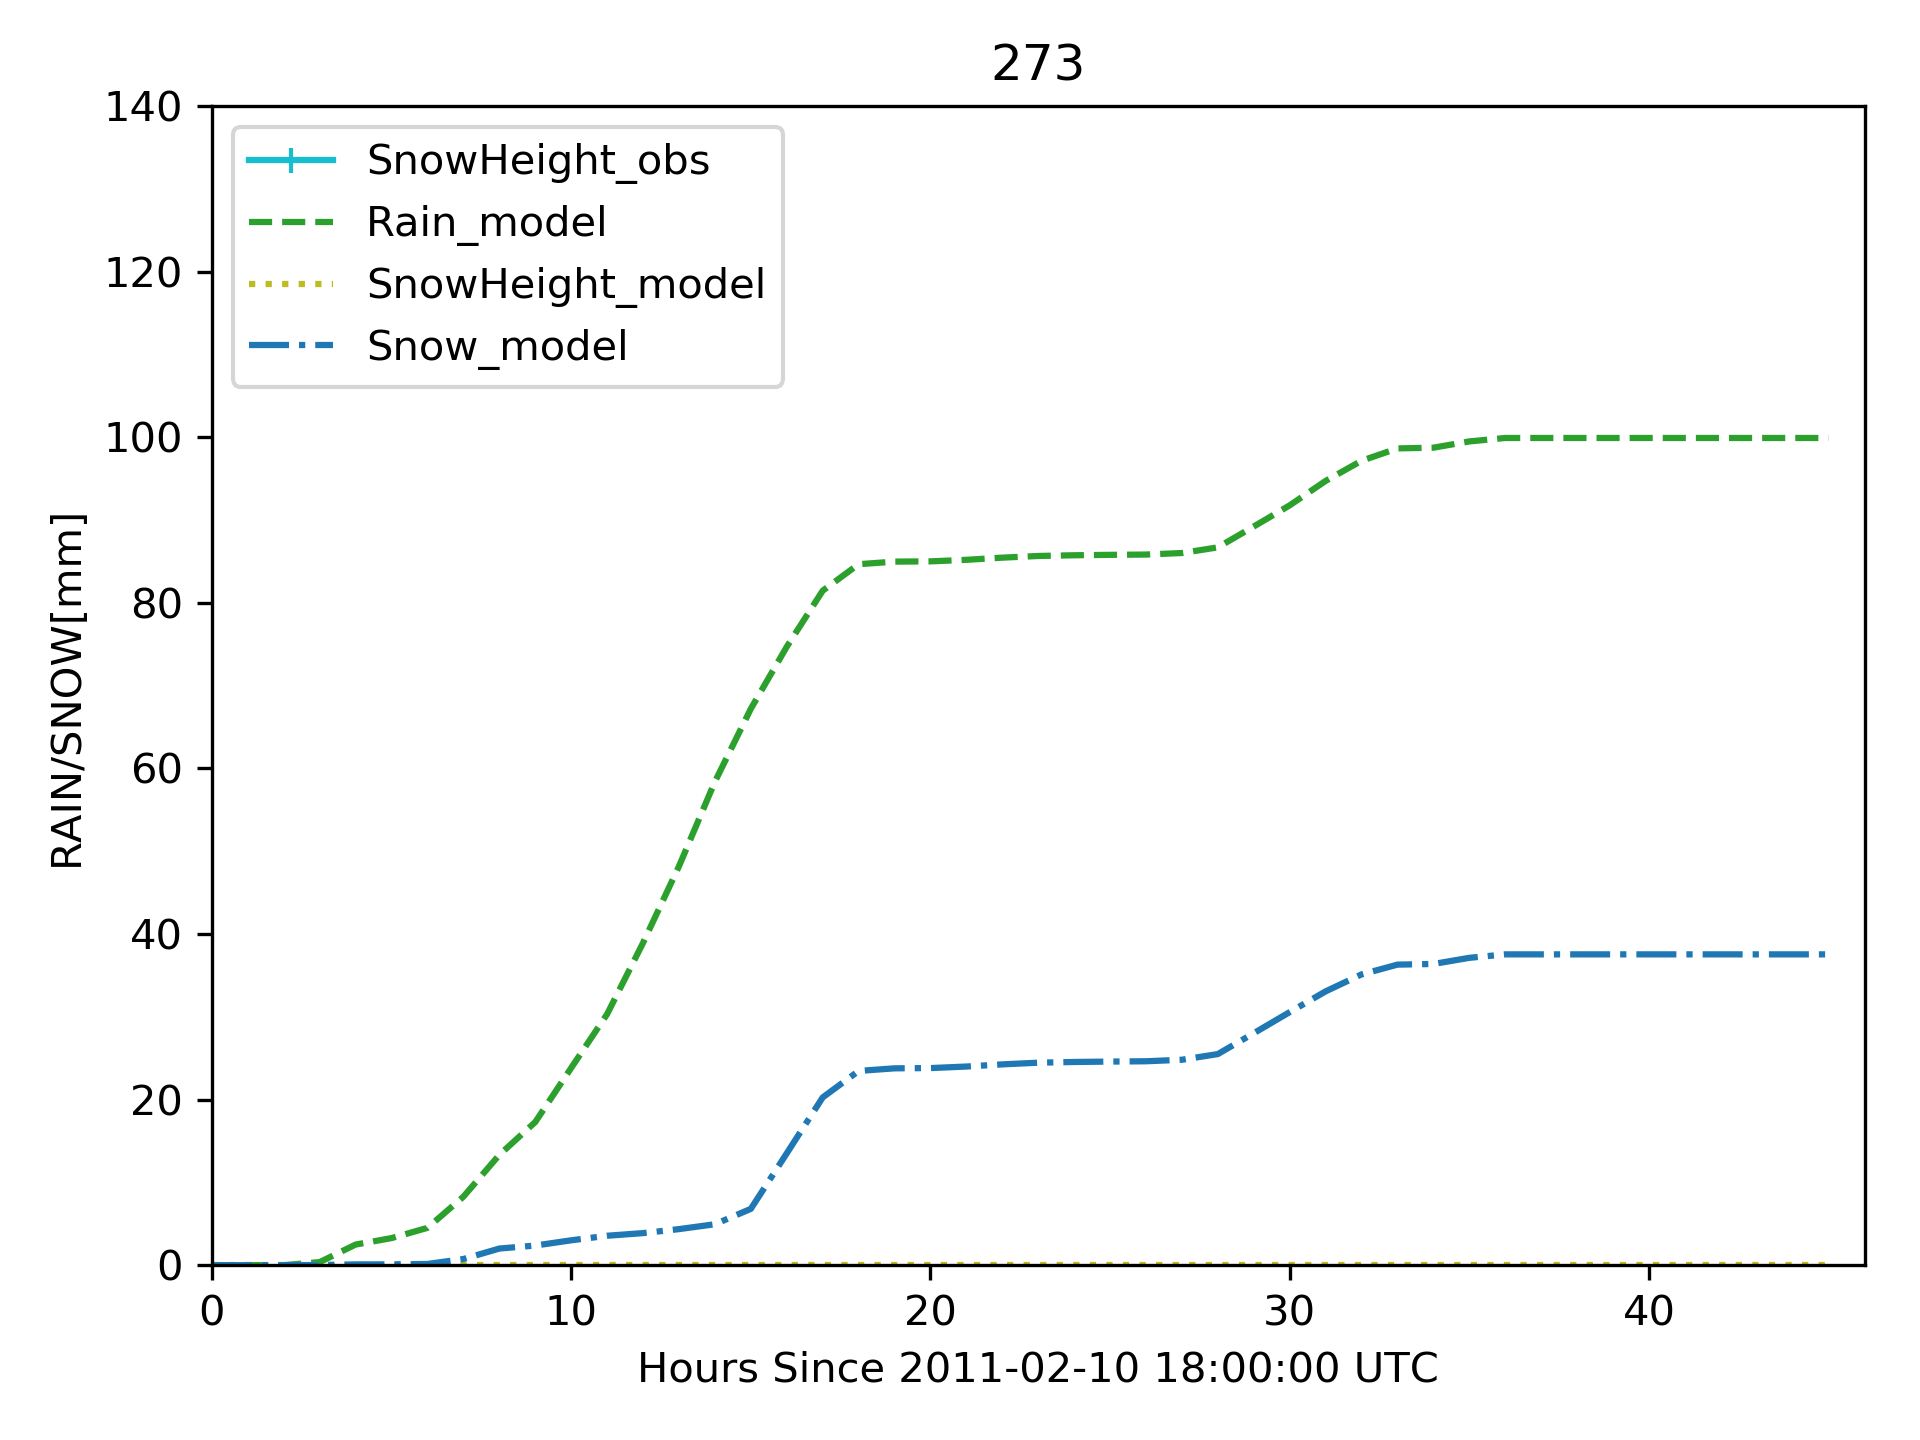 273
140
120
100
80
60
40
20
0
RAIN/SNOW[mm]
SnowHeight_obs
Rain_model
SnowHeight_model
Snow_model
0 10 20 30 40
Hours Since 2011-02-10 18:00:00 UTC